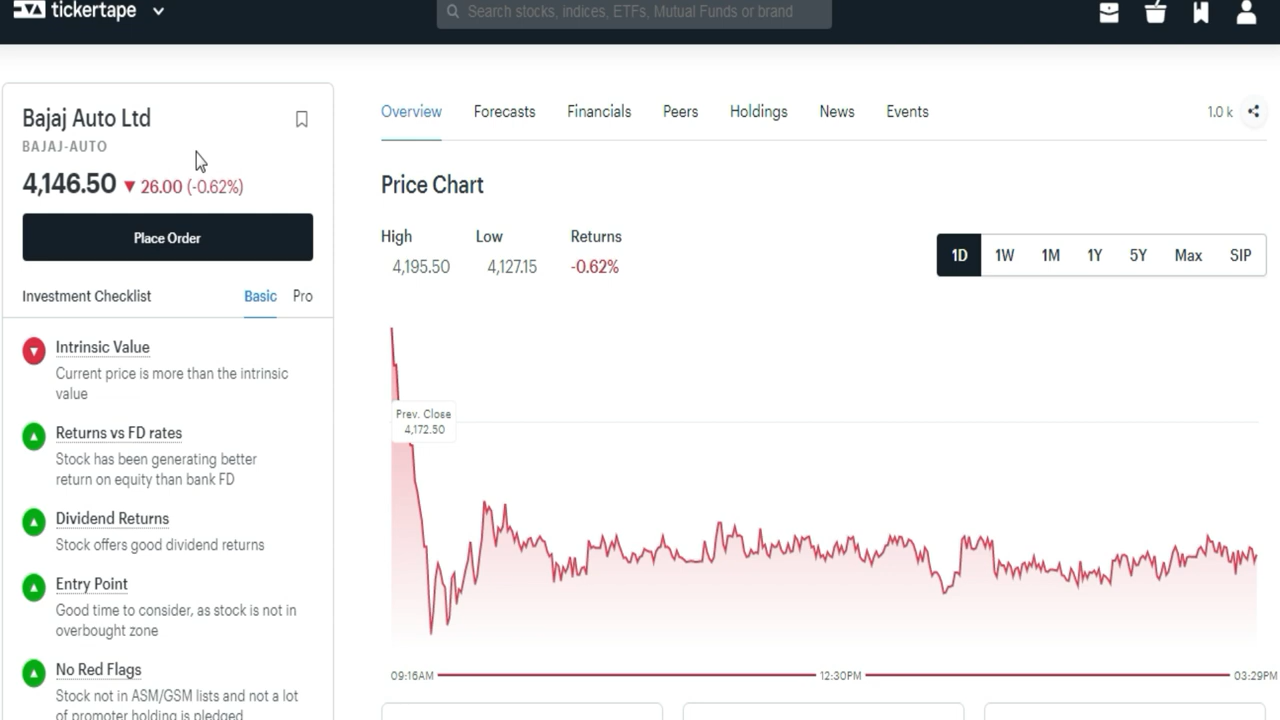 tickertape
Search stocks, indices, ETFs, Mutual Funds or brand
Bajaj Auto Ltd
BAJAJ-AUTO
4,146.50 ▼ 26.00 (-0.62%)
Place Order
Investment Checklist Basic Pro
Intrinsic Value
Current price is more than the intrinsic
value
Returns vs FD rates
Stock has been generating better
return on equity than bank FD
Dividend Returns
Stock offers good dividend returns
Entry Point
Good time to consider, as stock is not in
overbought zone
No Red Flags
Stock not in ASM/GSM lists and not a lot
of promoter holding is pledged
Overview Forecasts Financials Peers Holdings News Events 1.0 k
Price Chart
High Low Returns
4,195.50 4,127.15 -0.62%
1D 1W 1M 1Y 5Y Max SIP
Prev. Close
4,172.50
09:16AM 12:30PM 03:29PM